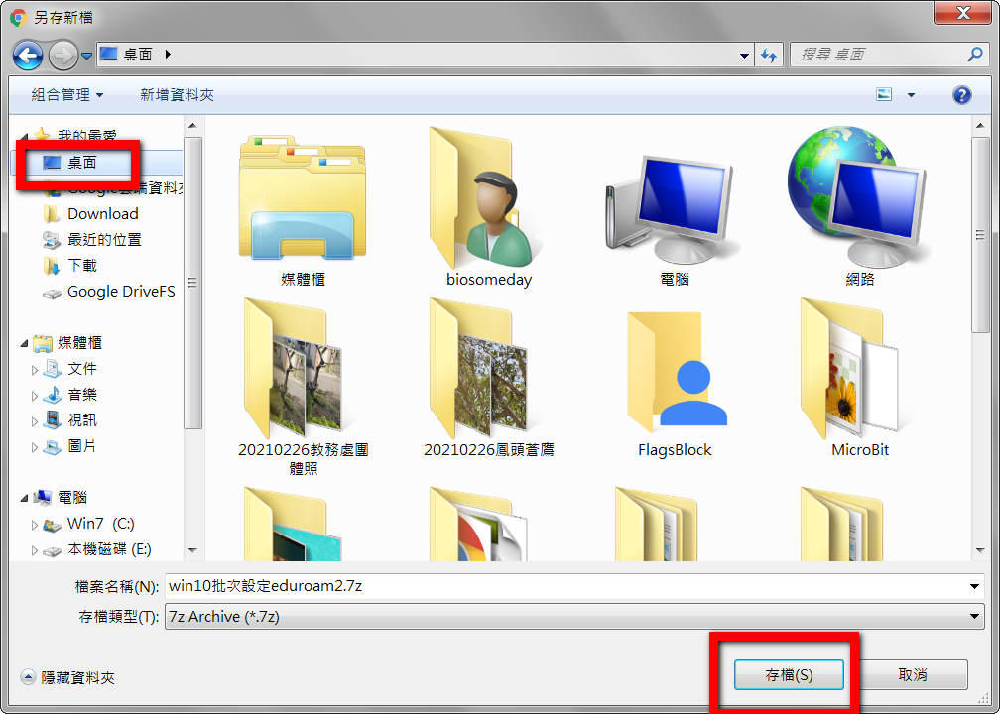 另存新檔
桌面
搜尋 桌面
組合管理
新增資料夾
我的最愛
桌面
Google雲端資料夾
Download
最近的位置
下載
Google DriveFS
媒體櫃
文件
音樂
視訊
圖片
電腦
Win7 (C:)
本機磁碟 (E:)
媒體櫃
biosomeday
電腦
網路
20210226教務處團
體照
20210226鳳頭蒼鷹
FlagsBlock
MicroBit
檔案名稱(N):
win10批次設定eduroam2.7z
存檔類型(T):
7z Archive (*.7z)
隱藏資料夾
存檔(S)
取消